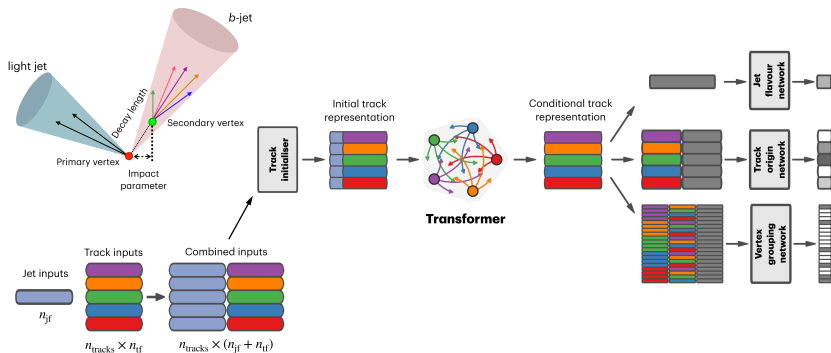 b-jet
light jet
Decay length
Secondary vertex
Primary vertex
Impact
parameter
Jet inputs
n_jf
Track inputs
n_tracks × n_tf
Combined inputs
n_tracks × (n_jf + n_tf)
Track
initialiser
Initial track
representation
Transformer
Conditional track
representation
Jet
flavour
network
Track
origin
network
Vertex
grouping
network